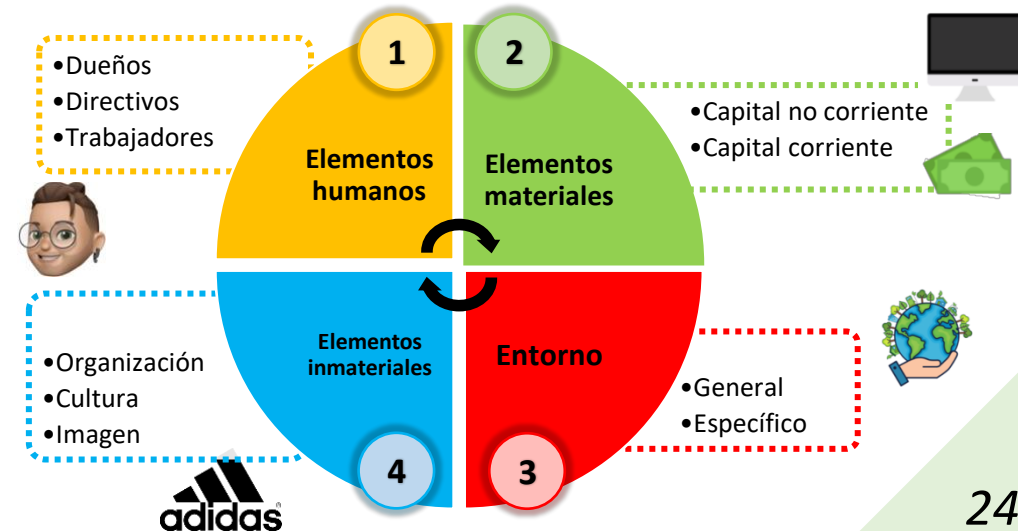 1
•Dueños
•Directivos
•Trabajadores
Elementos
humanos
2
•Capital no corriente
•Capital corriente
Elementos
materiales
3
Entorno
•General
•Específico
4
Elementos
inmateriales
•Organización
•Cultura
•Imagen
adidas
24